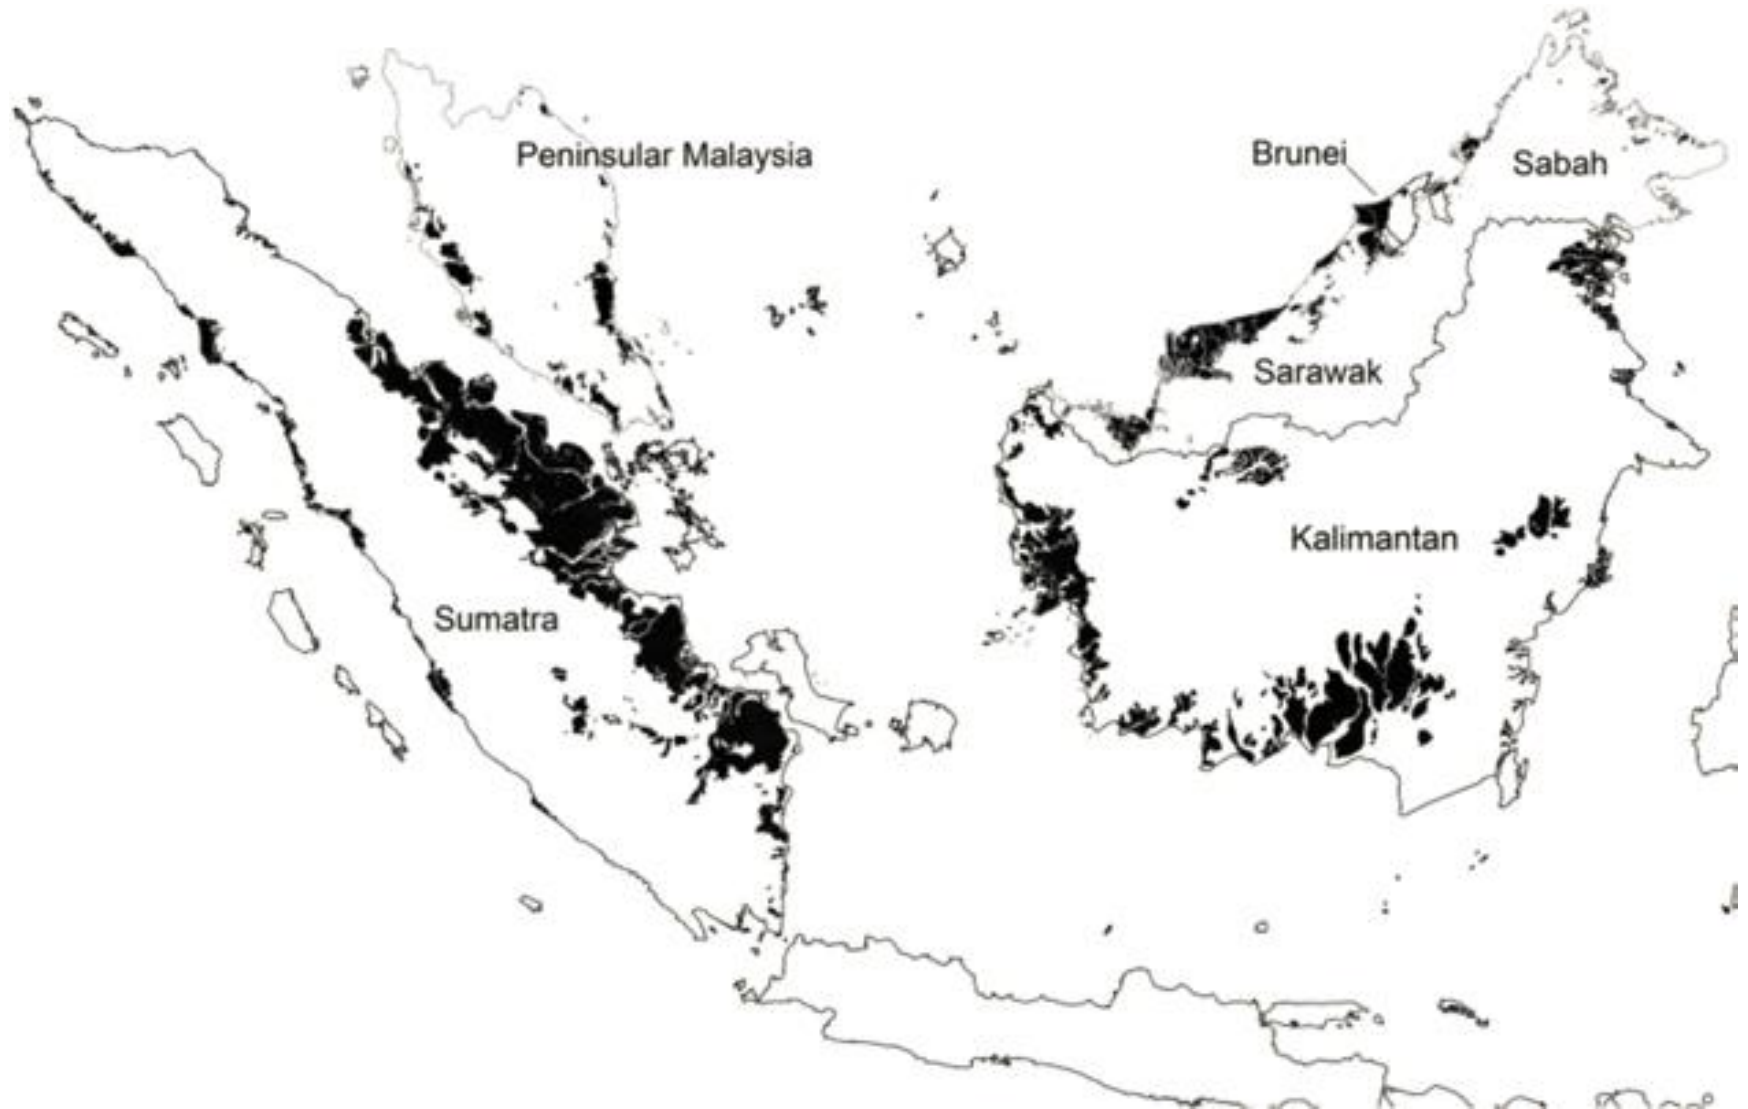 Peninsular Malaysia
Brunei
Sabah
Sarawak
Kalimantan
Sumatra